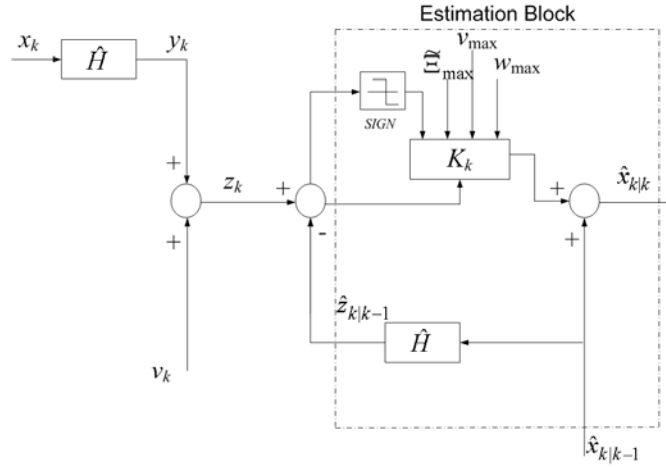 Estimation Block
x_k
Ĥ
y_k
Ξ̃_max
v_max
w_max
SIGN
K_k
+
z_k
+
+
x̂_{k|k}
+
-
+
ẑ_{k|k-1}
Ĥ
v_k
x̂_{k|k-1}